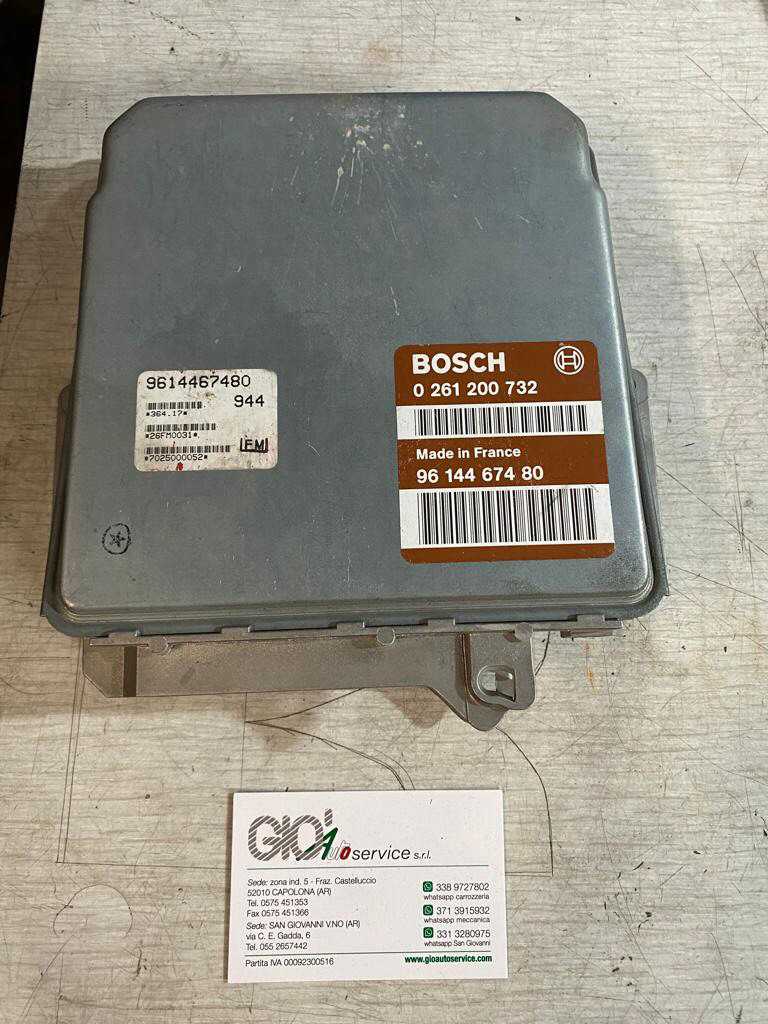 9614467480
944
*364.17*
*26FM0031*
FM
*7025000052*
BOSCH
0 261 200 732
Made in France
96 144 674 80
GIO' Auto service s.r.l.
Sede: zona ind. 5 - Fraz. Castelluccio
52010 CAPOLONA (AR)
Tel. 0575 451353
Fax 0575 451366
Sede: SAN GIOVANNI V.NO (AR)
via C. E. Gadda, 6
Tel. 055 2657442
Partita IVA 00092300516
338 9727802
whatsapp carrozzeria
371 3915932
whatsapp meccanica
331 3280975
whatsapp San Giovanni
www.gioautoservice.com